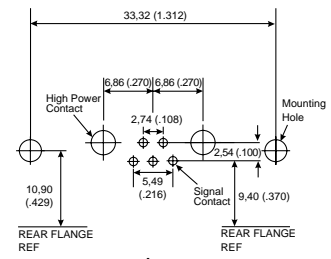 33,32 (1.312)
6,86 (.270)
6,86 (.270)
High Power
Contact
Mounting
Hole
2,74 (.108)
2,54 (.100)
10,90
(.429)
5,49
(.216)
Signal
Contact
9,40 (.370)
REAR FLANGE
REF
REAR FLANGE
REF